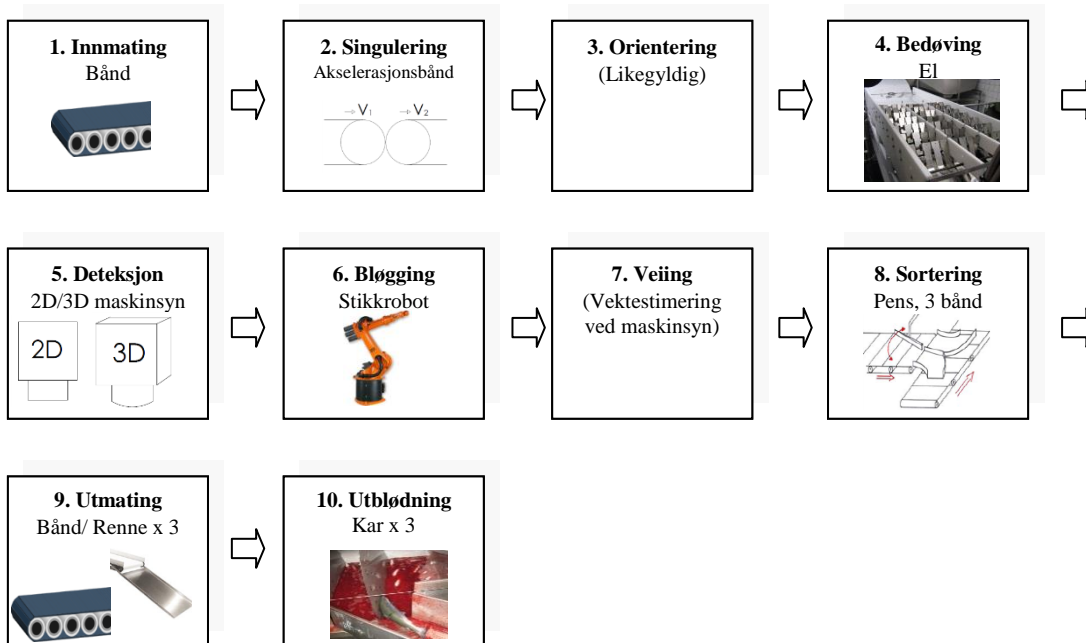 1. Innmating
Bånd
2. Singulering
Akselerasjonsbånd
V1 V2
3. Orientering
(Likegyldig)
4. Bedøving
El
5. Deteksjon
2D/3D maskinsyn
2D
3D
6. Bløgging
Stikkrobot
7. Veiing
(Vektestimering
ved maskinsyn)
8. Sortering
Pens, 3 bånd
9. Utmating
Bånd/ Renne x 3
10. Utblødning
Kar x 3